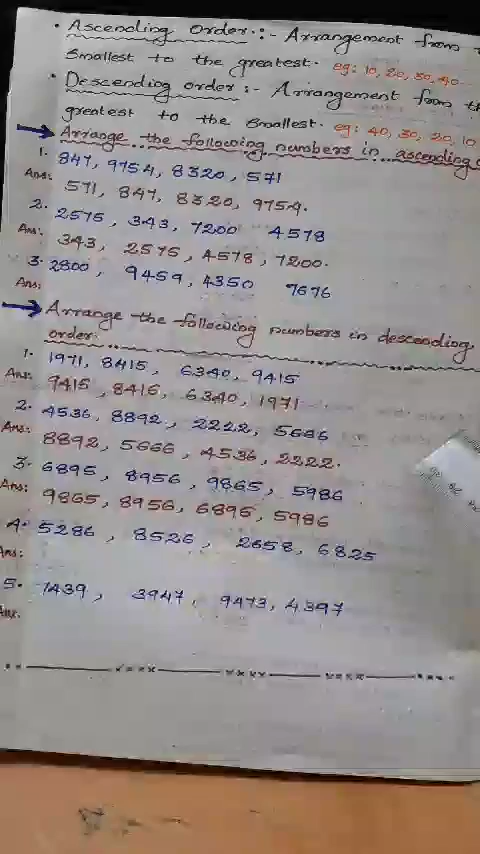 • Ascending Order:- Arrangement from
Smallest to the greatest. eg: 10, 20, 30, 40
• Descending order:- Arrangement from
greatest to the smallest. eg: 40, 30, 20, 10
Arrange the following numbers in ascending
1. 847, 9754, 8320, 571
Ans: 571, 847, 8320, 9754.
2. 2575, 343, 7200 4578
Ans: 343, 2575, 4578, 7200.
3. 2800, 9459, 4350 7676
Ans:
Arrange the following numbers in descending
order:
1. 1971, 8415, 6340, 9415
Ans: 9415, 8415, 6340, 1971
2. 4536, 8892, 2222, 5666
Ans: 8892, 5666, 4536, 2222.
3. 6895, 8956, 9865, 5986
Ans: 9865, 8956, 6895, 5986
4. 5286, 8526, 2658, 6825
Ans:
5. 7439, 3947, 9473, 4397
Ans.